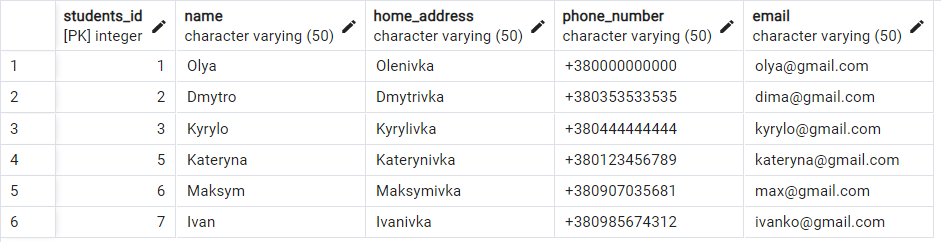 students_id name home_address phone_number email
[PK] integer character varying (50) character varying (50) character varying (50) character varying (50)
1 1 Olya Olenivka +380000000000 olya@gmail.com
2 2 Dmytro Dmytrivka +380353533535 dima@gmail.com
3 3 Kyrylo Kyrylivka +380444444444 kyrylo@gmail.com
4 5 Kateryna Katerynivka +380123456789 kateryna@gmail.com
5 6 Maksym Maksymivka +380907035681 max@gmail.com
6 7 Ivan Ivanivka +380985674312 ivanko@gmail.com